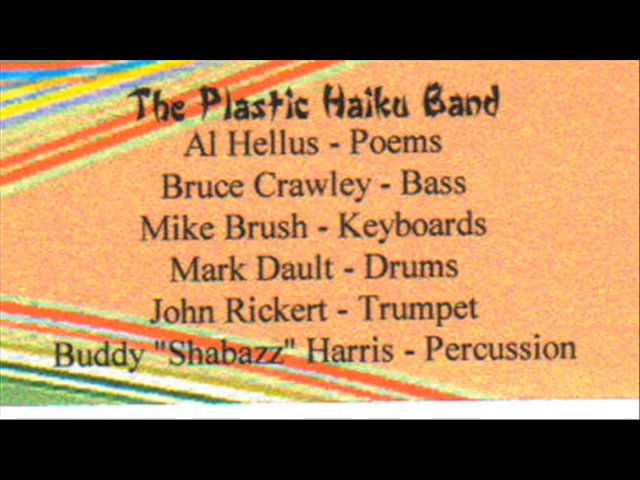 The Plastic Haiku Band
Al Hellus - Poems
Bruce Crawley - Bass
Mike Brush - Keyboards
Mark Dault - Drums
John Rickert - Trumpet
Buddy "Shabazz" Harris - Percussion